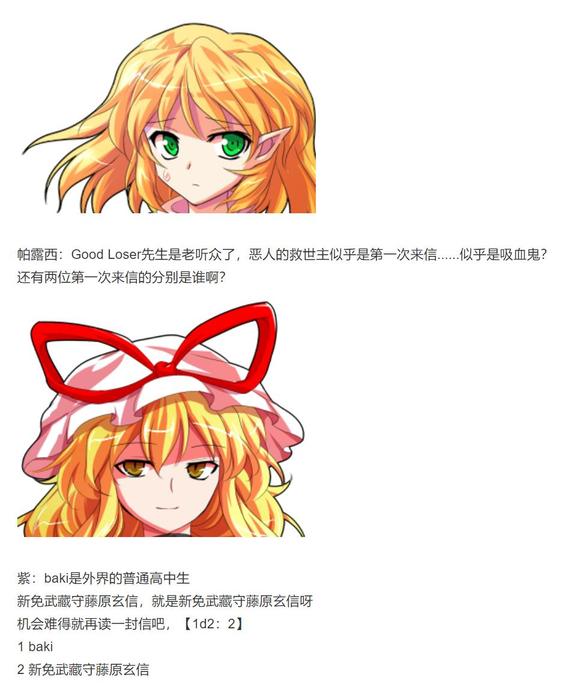 帕露西：Good Loser先生是老听众了，恶人的救世主似乎是第一次来信......似乎是吸血鬼？
还有两位第一次来信的分别是谁啊？
紫：baki是外界的普通高中生
新免武藏守藤原玄信，就是新免武藏守藤原玄信呀
机会难得就再读一封信吧，【1d2：2】
1 baki
2 新免武藏守藤原玄信